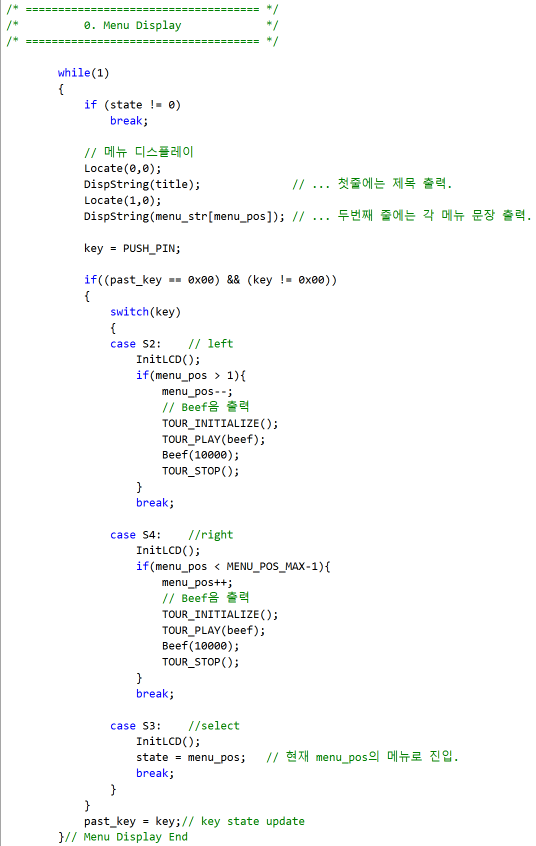 /* ==================================== */
/*          0. Menu Display             */
/* ==================================== */
while(1)
{
if (state != 0)
break;
// 메뉴 디스플레이
Locate(0,0);
DispString(title);              // ... 첫줄에는 제목 출력.
Locate(1,0);
DispString(menu_str[menu_pos]); // ... 두번째 줄에는 각 메뉴 문장 출력.
key = PUSH_PIN;
if((past_key == 0x00) && (key != 0x00))
{
switch(key)
{
case S2:    // left
InitLCD();
if(menu_pos > 1){
menu_pos--;
// Beef음 출력
TOUR_INITIALIZE();
TOUR_PLAY(beef);
Beef(10000);
TOUR_STOP();
}
break;
case S4:    //right
InitLCD();
if(menu_pos < MENU_POS_MAX-1){
menu_pos++;
// Beef음 출력
TOUR_INITIALIZE();
TOUR_PLAY(beef);
Beef(10000);
TOUR_STOP();
}
break;
case S3:    //select
InitLCD();
state = menu_pos;   // 현재 menu_pos의 메뉴로 진입.
break;
}
}
past_key = key;// key state update
}// Menu Display End